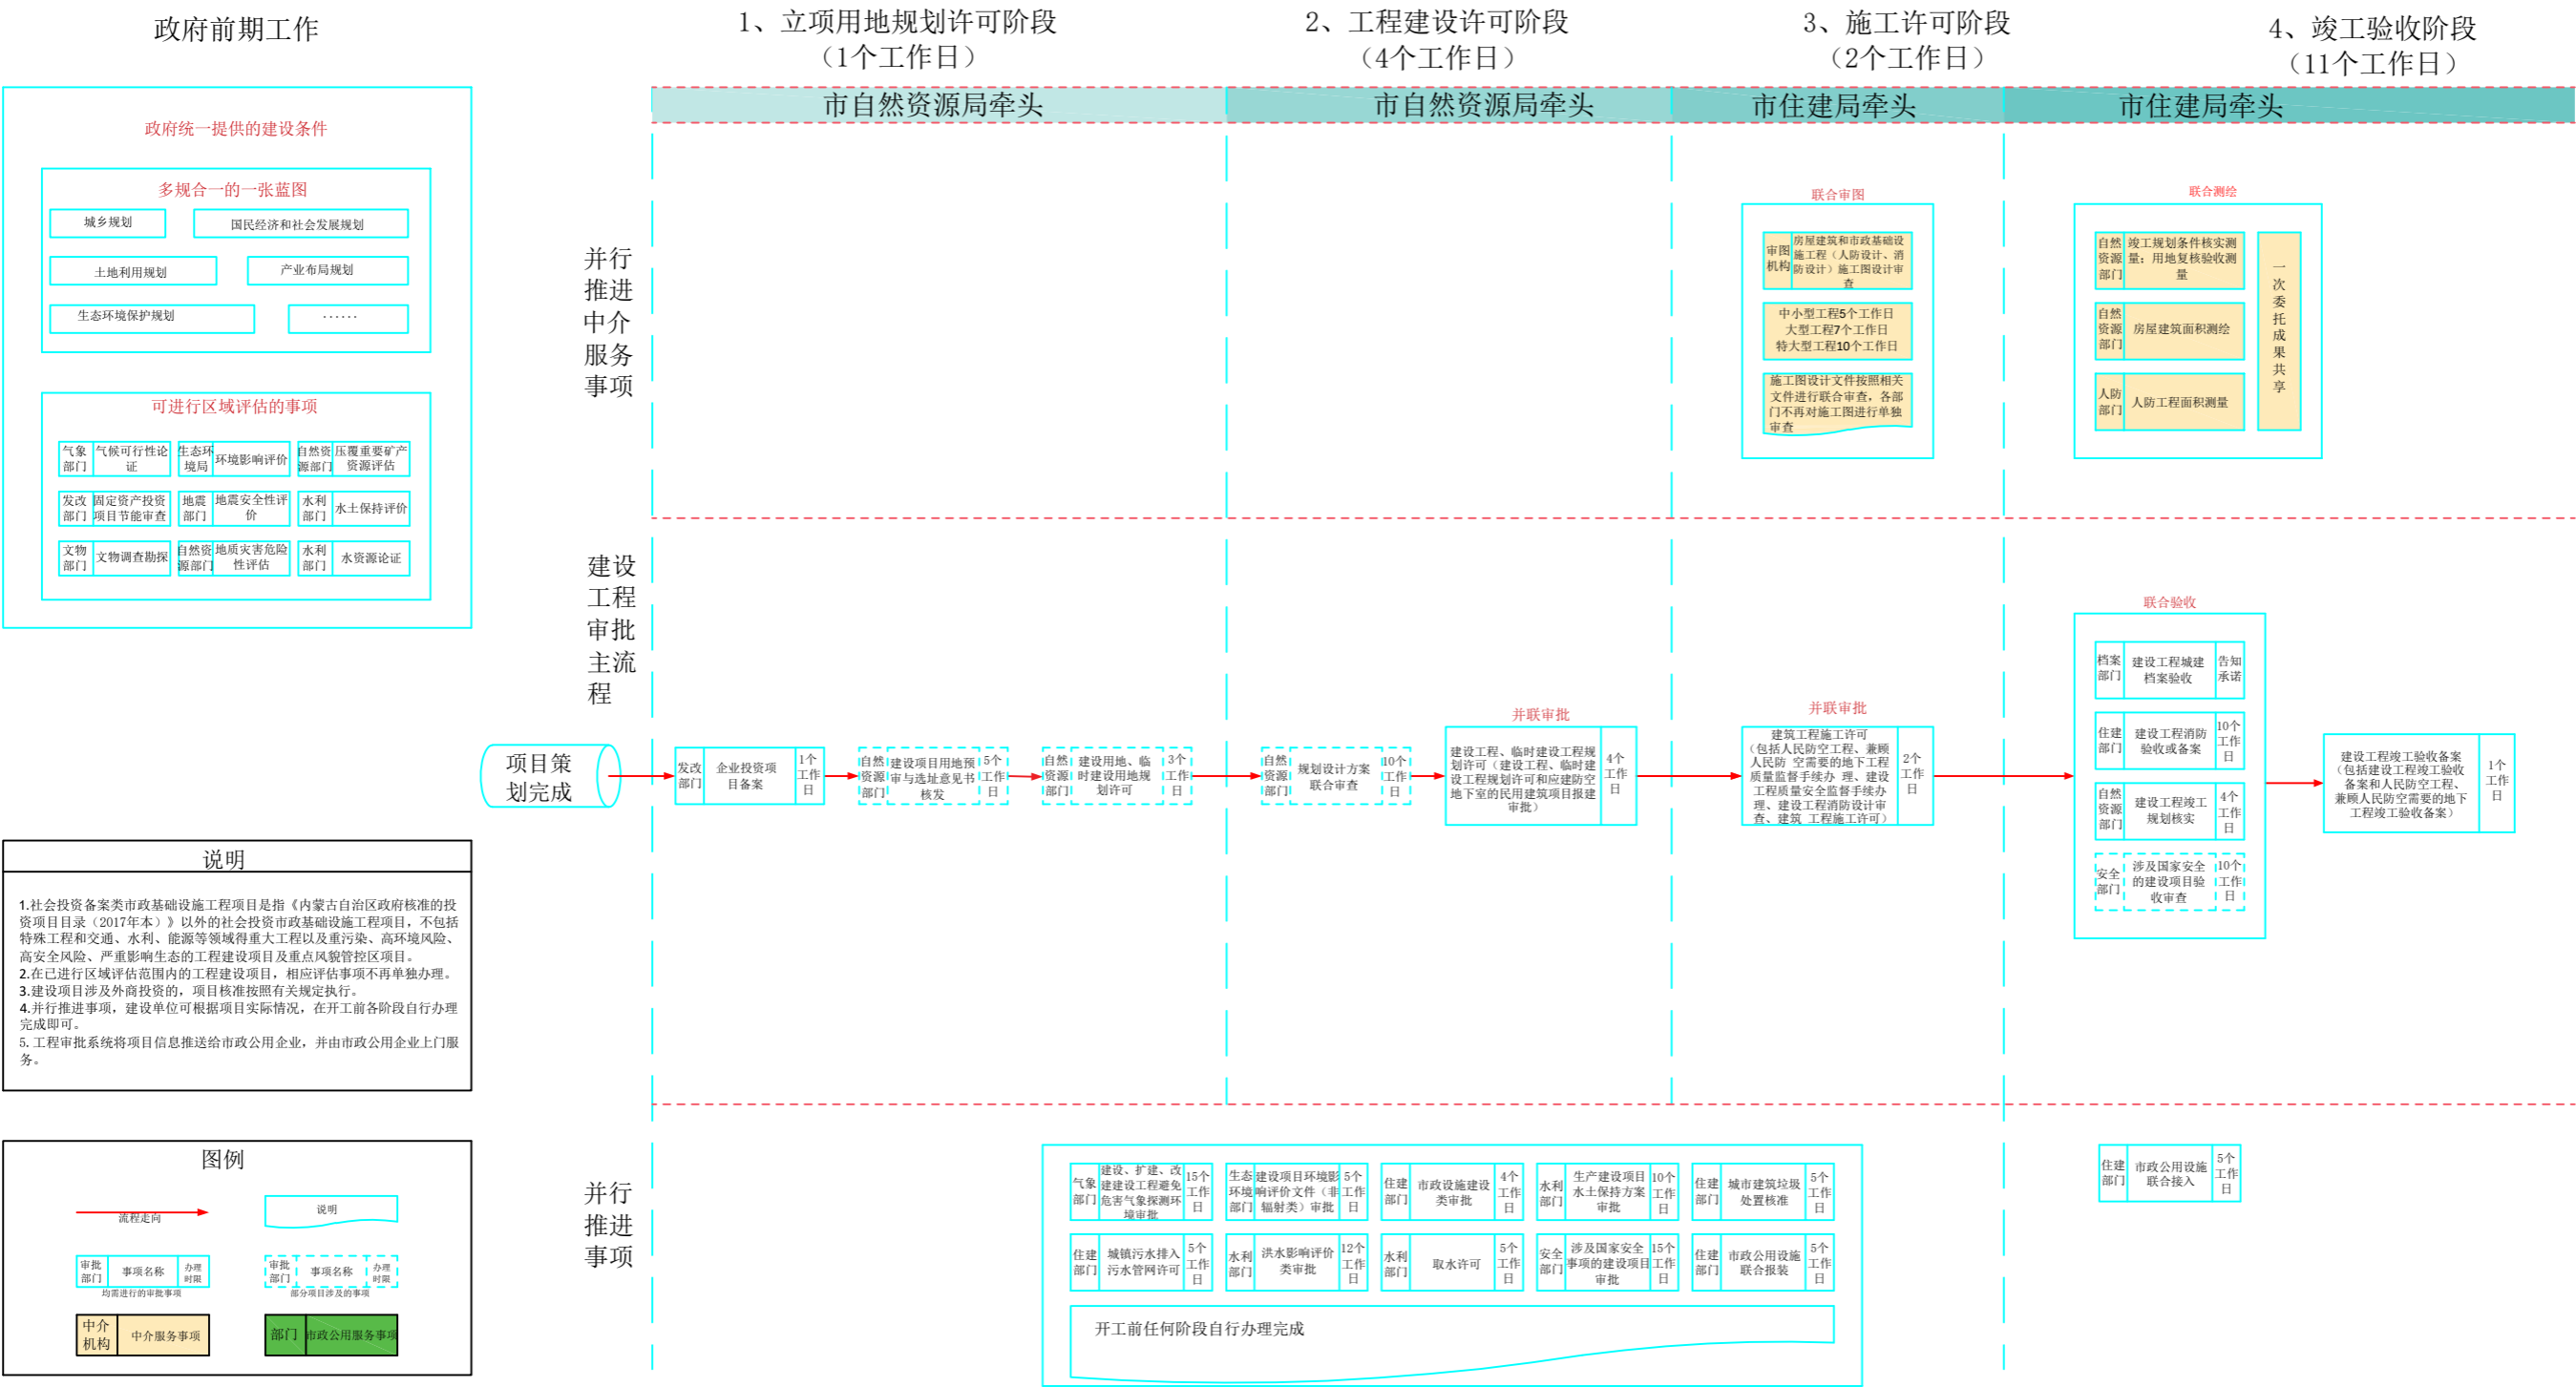 政府前期工作
1、立项用地规划许可阶段
（1个工作日）
2、工程建设许可阶段
（4个工作日）
3、施工许可阶段
（2个工作日）
4、竣工验收阶段
（11个工作日）
市自然资源局牵头
市自然资源局牵头
市住建局牵头
市住建局牵头
政府统一提供的建设条件
多规合一的一张蓝图
城乡规划
国民经济和社会发展规划
土地利用规划
产业布局规划
生态环境保护规划
······
可进行区域评估的事项
气象
部门
气候可行性论
证
生态环
境局
环境影响评价
自然资
源部门
压覆重要矿产
资源评估
发改
部门
固定资产投资
项目节能审查
地震
部门
地震安全性评
价
水利
部门
水土保持评价
文物
部门
文物调查勘探
自然资
源部门
地质灾害危险
性评估
水利
部门
水资源论证
并行
推进
中介
服务
事项
联合审图
审图
机构
房屋建筑和市政基础设
施工程（人防设计、消
防设计）施工图设计审
查
中小型工程5个工作日
大型工程7个工作日
特大型工程10个工作日
施工图设计文件按照相关
文件进行联合审查，各部
门不再对施工图进行单独
审查
联合测绘
自然
资源
部门
竣工规划条件核实测
量；用地复核验收测
量
自然
资源
部门
房屋建筑面积测绘
人防
部门
人防工程面积测量
一
次
委
托
成
果
共
享
建设
工程
审批
主流
程
项目策
划完成
发改
部门
企业投资项
目备案
1个
工作
日
自然
资源
部门
建设项目用地预
审与选址意见书
核发
5个
工作
日
自然
资源
部门
建设用地、临
时建设用地规
划许可
3个
工作
日
自然
资源
部门
规划设计方案
联合审查
10个
工作
日
并联审批
建设工程、临时建设工程规
划许可（建设工程、临时建
设工程规划许可和应建防空
地下室的民用建筑项目报建
审批）
4个
工作
日
并联审批
建筑工程施工许可
（包括人民防空工程、兼顾
人民防 空需要的地下工程
质量监督手续办 理、建设
工程质量安全监督手续办
理、建设工程消防设计审
查、建筑 工程施工许可）
2个
工作
日
联合验收
档案
部门
建设工程城建
档案验收
告知
承诺
住建
部门
建设工程消防
验收或备案
10个
工作
日
自然
资源
部门
建设工程竣工
规划核实
4个
工作
日
安全
部门
涉及国家安全
的建设项目验
收审查
10个
工作
日
建设工程竣工验收备案
（包括建设工程竣工验收
备案和人民防空工程、
兼顾人民防空需要的地下
工程竣工验收备案）
1个
工作
日
说明
1.社会投资备案类市政基础设施工程项目是指《内蒙古自治区政府核准的投
资项目目录（2017年本）》以外的社会投资市政基础设施工程项目，不包括
特殊工程和交通、水利、能源等领域得重大工程以及重污染、高环境风险、
高安全风险、严重影响生态的工程建设项目及重点风貌管控区项目。
2.在已进行区域评估范围内的工程建设项目，相应评估事项不再单独办理。
3.建设项目涉及外商投资的，项目核准按照有关规定执行。
4.并行推进事项，建设单位可根据项目实际情况，在开工前各阶段自行办理
完成即可。
5.工程审批系统将项目信息推送给市政公用企业，并由市政公用企业上门服
务。
图例
流程走向
说明
审批
部门
事项名称
办理
时限
均需进行的审批事项
审批
部门
事项名称
办理
时限
部分项目涉及的事项
中介
机构
中介服务事项
部门
市政公用服务事项
并行
推进
事项
气象
部门
建设、扩建、改
建建设工程避免
危害气象探测环
境审批
15个
工作
日
生态
环境
部门
建设项目环境影
响评价文件（非
辐射类）审批
5个
工作
日
住建
部门
市政设施建设
类审批
4个
工作
日
水利
部门
生产建设项目
水土保持方案
审批
10个
工作
日
住建
部门
城市建筑垃圾
处置核准
5个
工作
日
住建
部门
城镇污水排入
污水管网许可
5个
工作
日
水利
部门
洪水影响评价
类审批
12个
工作
日
水利
部门
取水许可
5个
工作
日
安全
部门
涉及国家安全
事项的建设项目
审批
15个
工作
日
住建
部门
市政公用设施
联合报装
5个
工作
日
开工前任何阶段自行办理完成
住建
部门
市政公用设施
联合接入
5个
工作
日